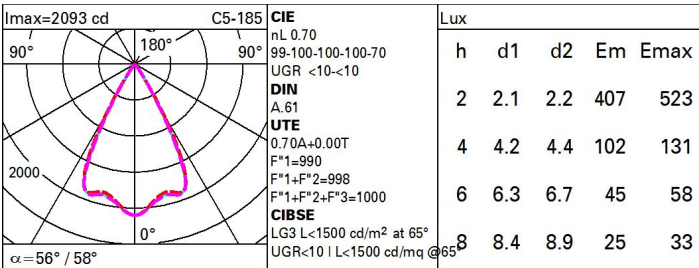 Imax=2093 cd C5-185
90° 180° 90°
2000
0°
α=56° / 58°
CIE
nL 0.70
99-100-100-100-70
UGR <10-<10
DIN
A.61
UTE
0.70A+0.00T
F"1=990
F"1+F"2=998
F"1+F"2+F"3=1000
CIBSE
LG3 L<1500 cd/m² at 65°
UGR<10 | L<1500 cd/mq @65°
Lux
h d1 d2 Em Emax
2 2.1 2.2 407 523
4 4.2 4.4 102 131
6 6.3 6.7 45 58
8 8.4 8.9 25 33